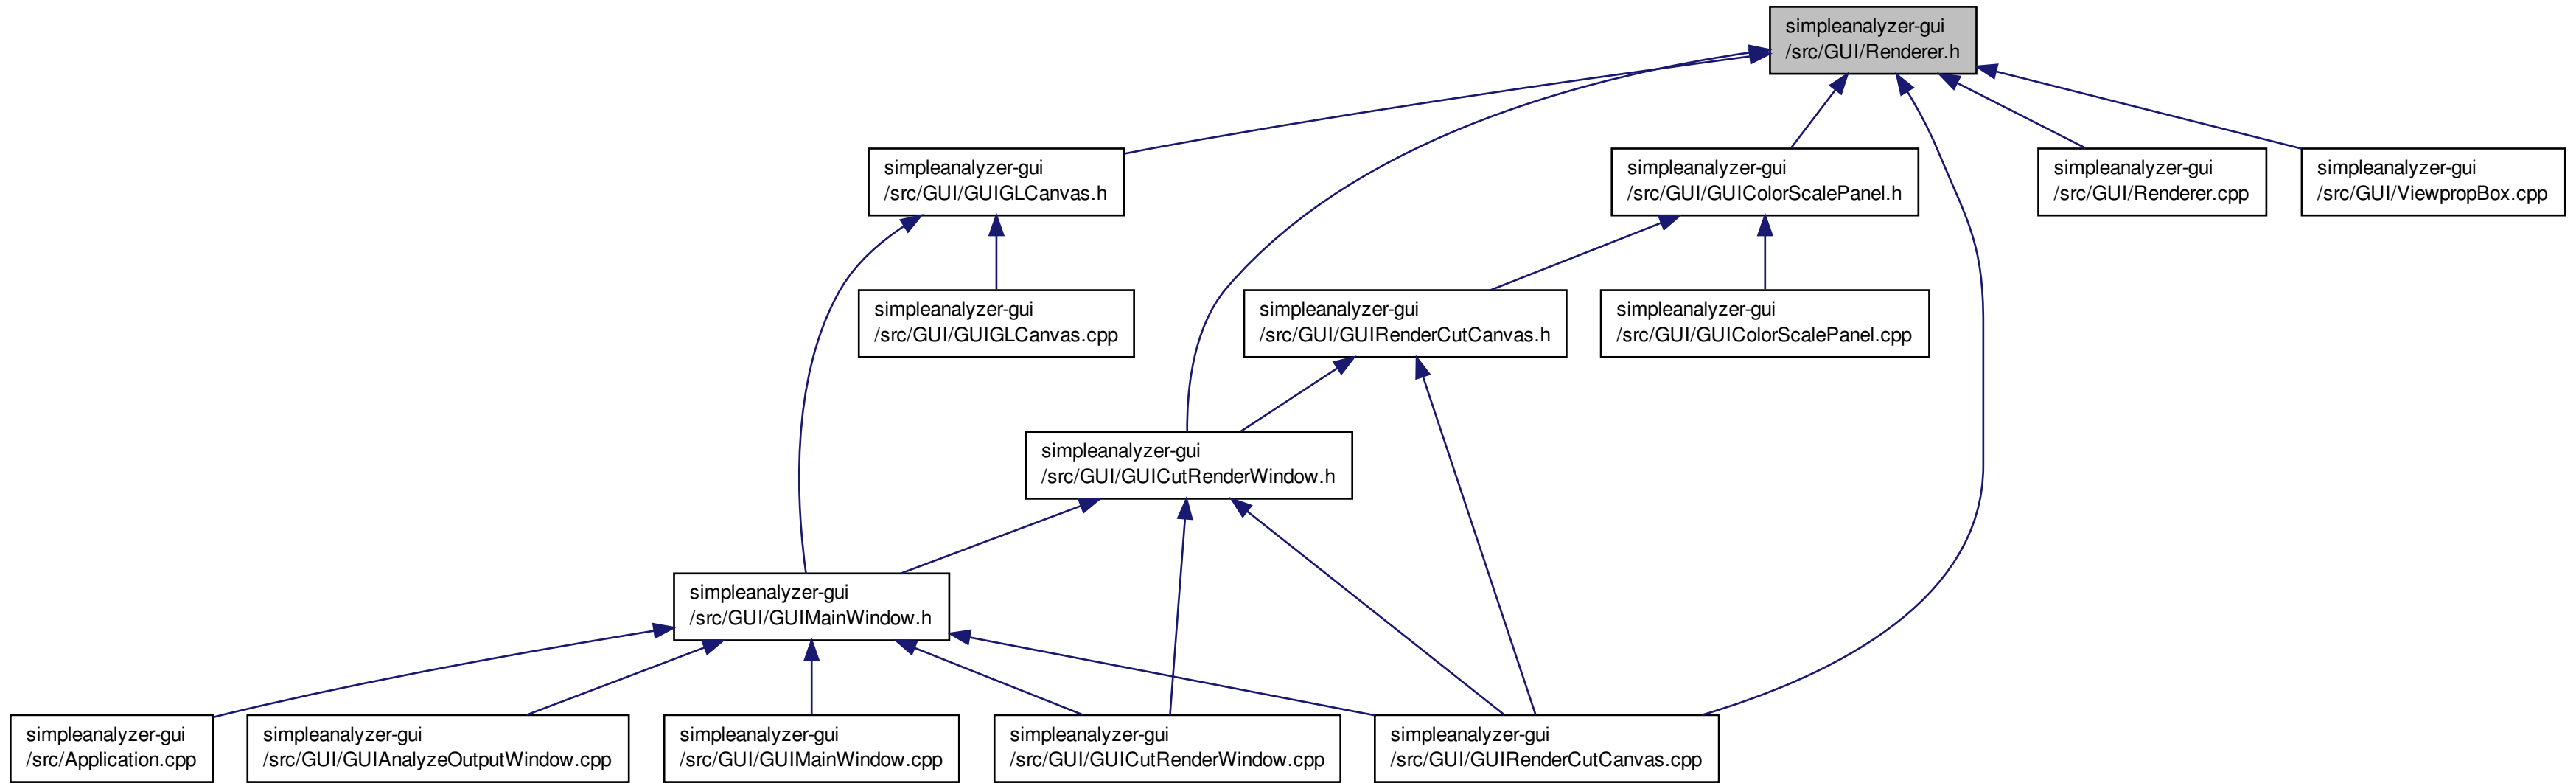 simpleanalyzer-gui
/src/GUI/Renderer.h
simpleanalyzer-gui
/src/GUI/GUIGLCanvas.h
simpleanalyzer-gui
/src/GUI/GUIColorScalePanel.h
simpleanalyzer-gui
/src/GUI/Renderer.cpp
simpleanalyzer-gui
/src/GUI/ViewpropBox.cpp
simpleanalyzer-gui
/src/GUI/GUIGLCanvas.cpp
simpleanalyzer-gui
/src/GUI/GUIRenderCutCanvas.h
simpleanalyzer-gui
/src/GUI/GUIColorScalePanel.cpp
simpleanalyzer-gui
/src/GUI/GUICutRenderWindow.h
simpleanalyzer-gui
/src/GUI/GUIMainWindow.h
simpleanalyzer-gui
/src/Application.cpp
simpleanalyzer-gui
/src/GUI/GUIAnalyzeOutputWindow.cpp
simpleanalyzer-gui
/src/GUI/GUIMainWindow.cpp
simpleanalyzer-gui
/src/GUI/GUICutRenderWindow.cpp
simpleanalyzer-gui
/src/GUI/GUIRenderCutCanvas.cpp